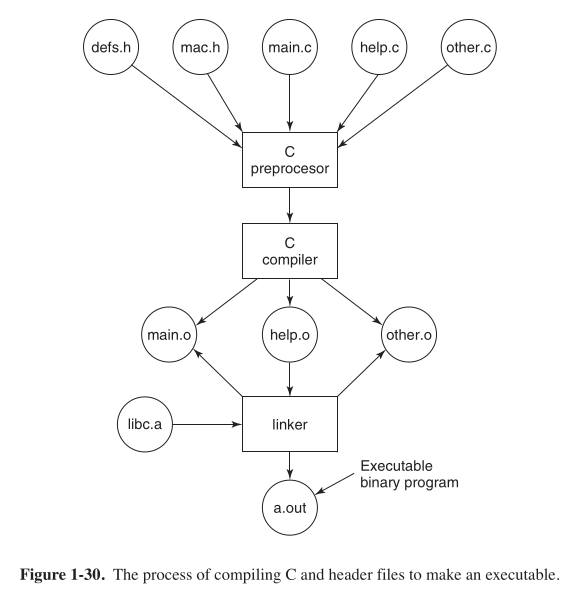 defs.h
mac.h
main.c
help.c
other.c
C
preprocesor
C
compiler
main.o
help.o
other.o
libc.a
linker
Executable
binary program
a.out
Figure 1-30. The process of compiling C and header files to make an executable.